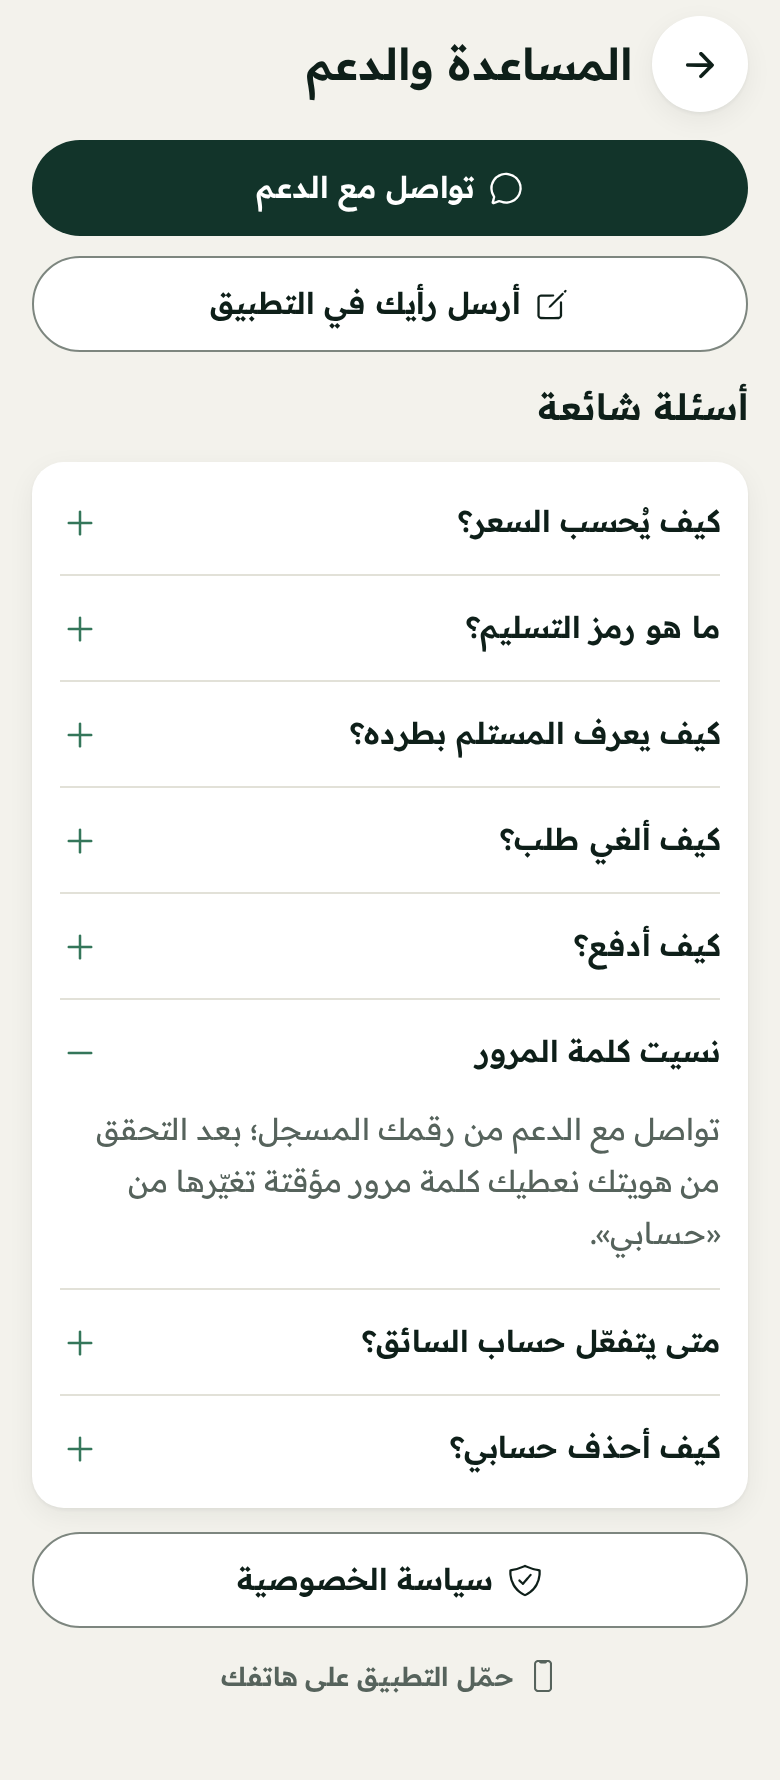 المساعدة والدعم
تواصل مع الدعم
أرسل رأيك في التطبيق
أسئلة شائعة
كيف يُحسب السعر؟
ما هو رمز التسليم؟
كيف يعرف المستلم بطرده؟
كيف ألغي طلب؟
كيف أدفع؟
نسيت كلمة المرور
تواصل مع الدعم من رقمك المسجل؛ بعد التحقق
من هويتك نعطيك كلمة مرور مؤقتة تغيّرها من
«حسابي».
متى يتفعّل حساب السائق؟
كيف أحذف حسابي؟
سياسة الخصوصية
حمّل التطبيق على هاتفك